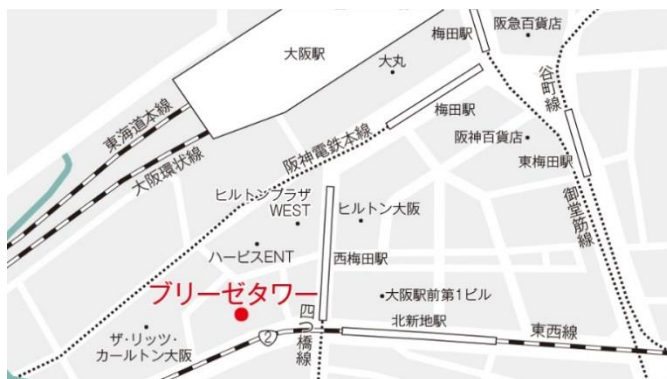 梅田駅
阪急百貨店
大阪駅
大丸
谷町線
東海道本線
梅田駅
大阪環状線
阪神電鉄本線
阪神百貨店
東梅田駅
ヒルトンプラザ
WEST
ヒルトン大阪
御堂筋線
ハービスENT
西梅田駅
ブリーゼタワー
大阪駅前第1ビル
四つ橋線
北新地駅
2
東西線
ザ・リッツ・
カールトン大阪